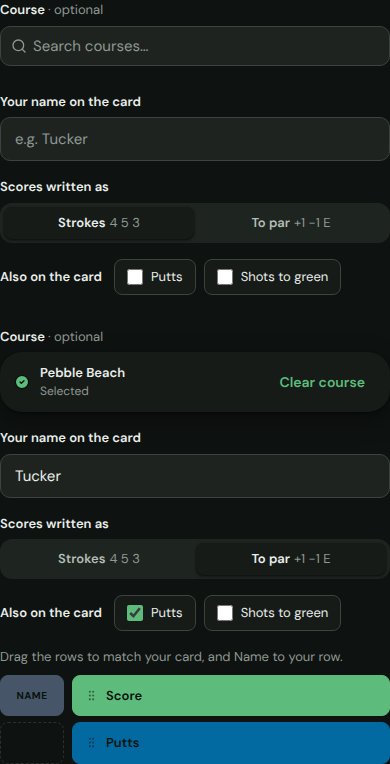 Course · optional
Search courses...
Your name on the card
e.g. Tucker
Scores written as
Strokes 4 5 3 To par +1 −1 E
Also on the card Putts Shots to green
Course · optional
Pebble Beach
Selected
Clear course
Your name on the card
Tucker
Scores written as
Strokes 4 5 3 To par +1 −1 E
Also on the card Putts Shots to green
Drag the rows to match your card, and Name to your row.
NAME Score
Putts